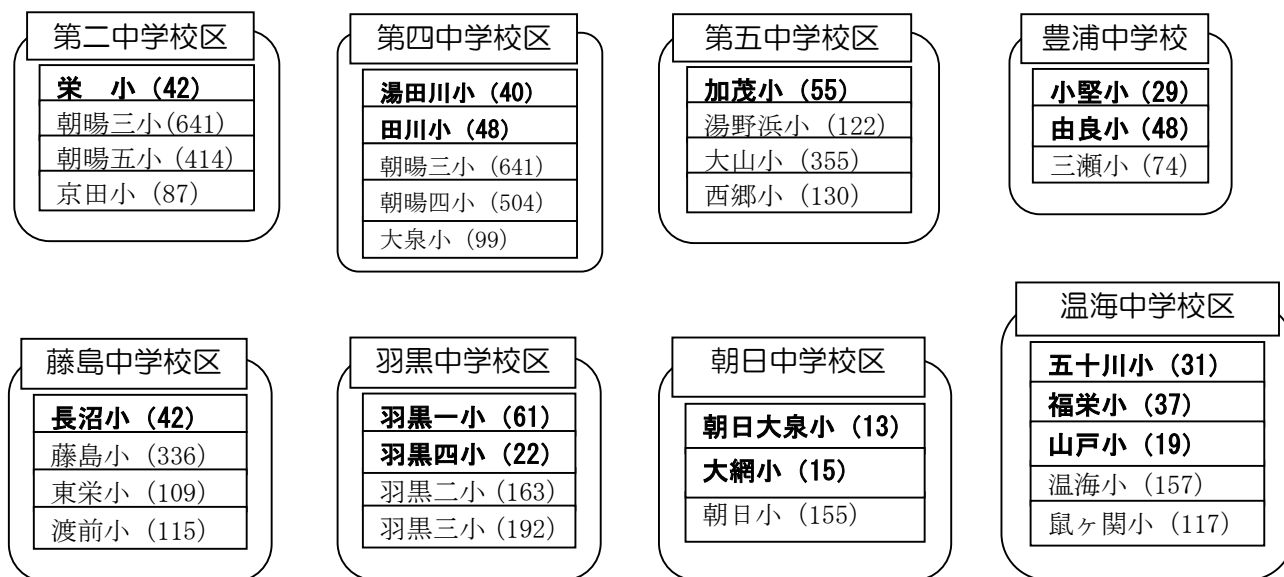 第二中学校区
栄　小（42）
朝暘三小(641)
朝暘五小（414）
京田小（87）
第四中学校区
湯田川小（40）
田川小（48）
朝暘三小（641）
朝暘四小（504）
大泉小（99）
第五中学校区
加茂小（55）
湯野浜小（122）
大山小（355）
西郷小（130）
豊浦中学校
小堅小（29）
由良小（48）
三瀬小（74）
藤島中学校区
長沼小（42）
藤島小（336）
東栄小（109）
渡前小（115）
羽黒中学校区
羽黒一小（61）
羽黒四小（22）
羽黒二小（163）
羽黒三小（192）
朝日中学校区
朝日大泉小（13）
大網小（15）
朝日小（155）
温海中学校区
五十川小（31）
福栄小（37）
山戸小（19）
温海小（157）
鼠ヶ関小（117）